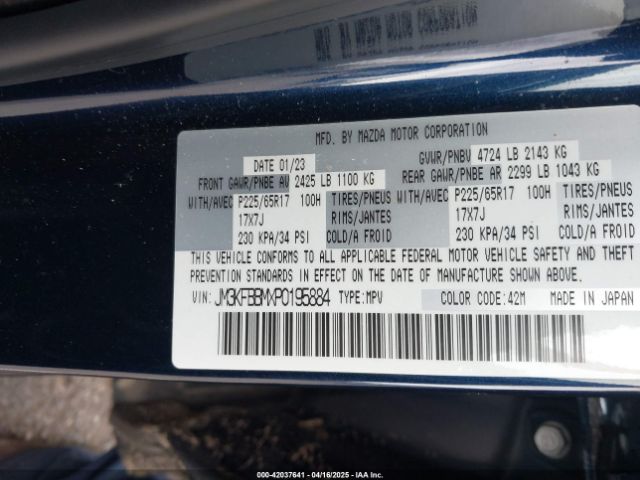 MFD. BY MAZDA MOTOR CORPORATION
DATE 01/23 GVWR/PNBV 4724 LB 2143 KG
FRONT GAWR/PNBE AV 2425 LB 1100 KG REAR GAWR/PNBE AR 2299 LB 1043 KG
WITH/AVEC P225/65R17 100H TIRES/PNEUS WITH/AVEC P225/65R17 100H TIRES/PNEUS
17X7J RIMS/JANTES 17X7J RIMS/JANTES
230 KPA/34 PSI COLD/A FROID 230 KPA/34 PSI COLD/A FROID
THIS VEHICLE CONFORMS TO ALL APPLICABLE FEDERAL MOTOR VEHICLE SAFETY AND THEFT
PREVENTION STANDARDS IN EFFECT ON THE DATE OF MANUFACTURE SHOWN ABOVE.
VIN: JM3KFBBMXP0195884 TYPE:MPV COLOR CODE:42M MADE IN JAPAN
000-42037641 - 04/16/2025 - IAAI.com